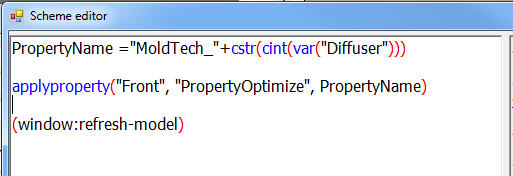 Scheme editor
PropertyName ="MoldTech_"+cstr(cint(var("Diffuser")))
applyproperty("Front", "PropertyOptimize", PropertyName)
(window:refresh-model)